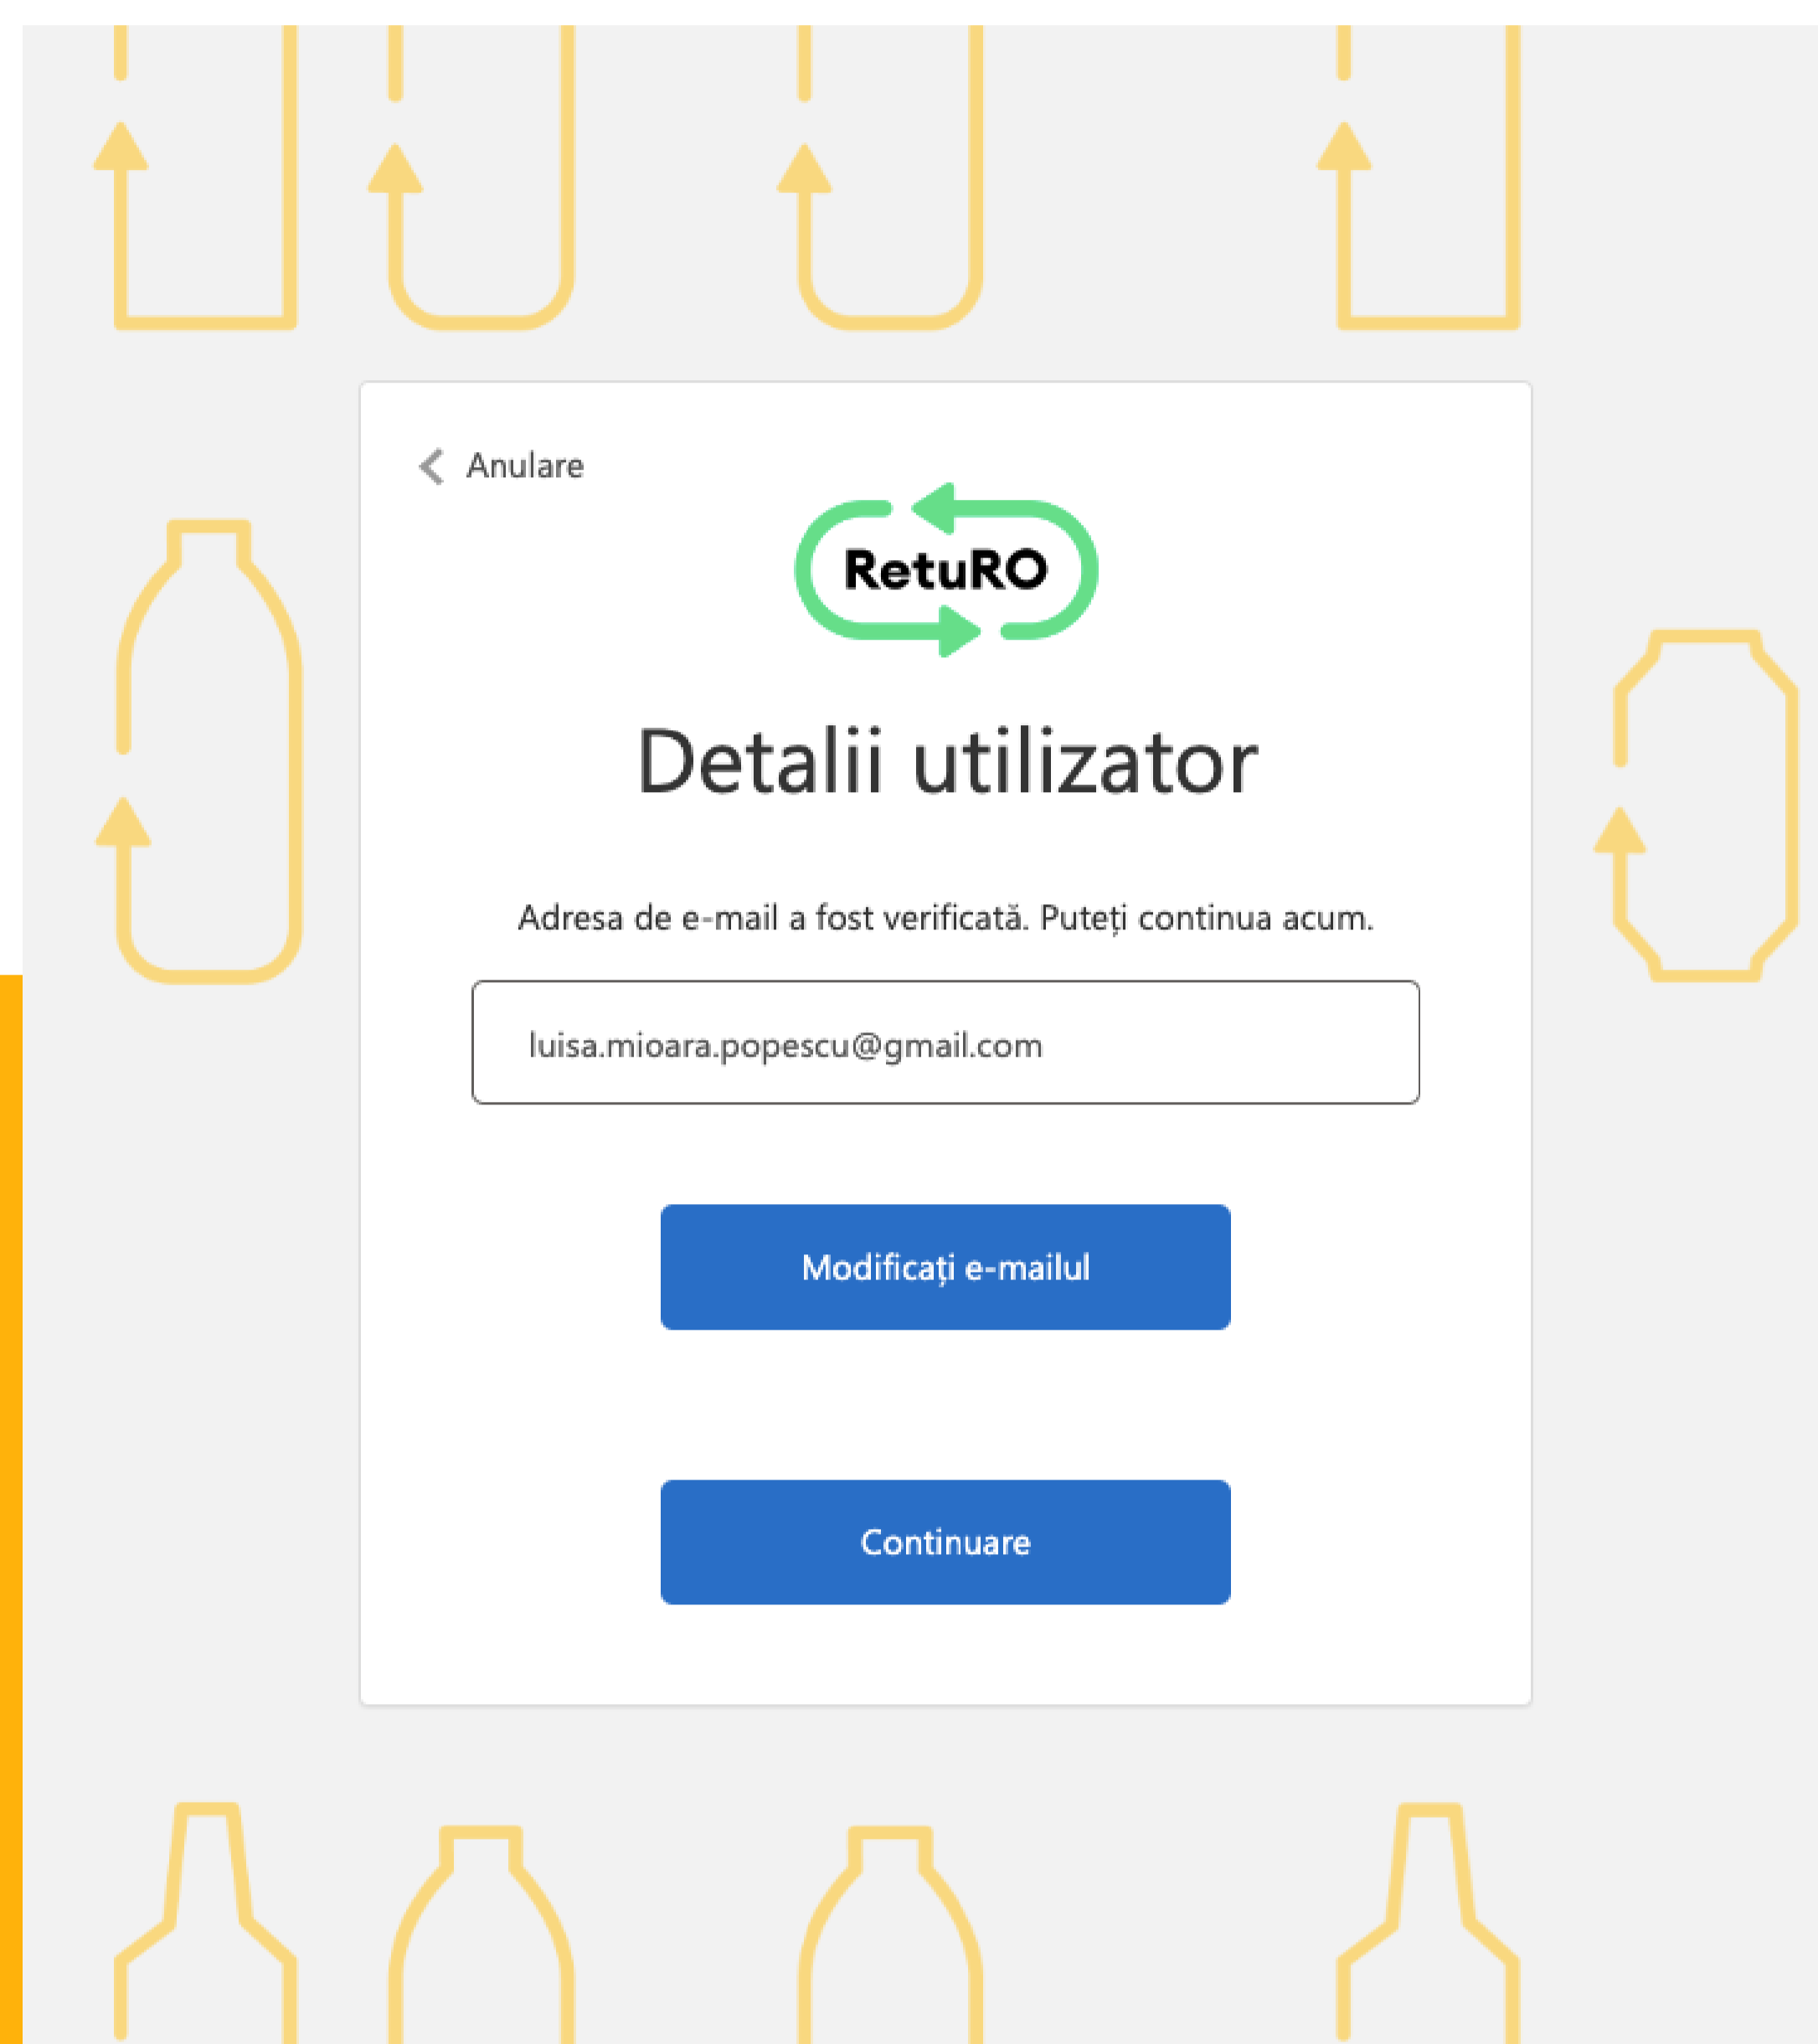 Anulare
RetuRO
Detalii utilizator
Adresa de e-mail a fost verificată. Puteți continua acum.
luisa.mioara.popescu@gmail.com
Modificați e-mailul
Continuare